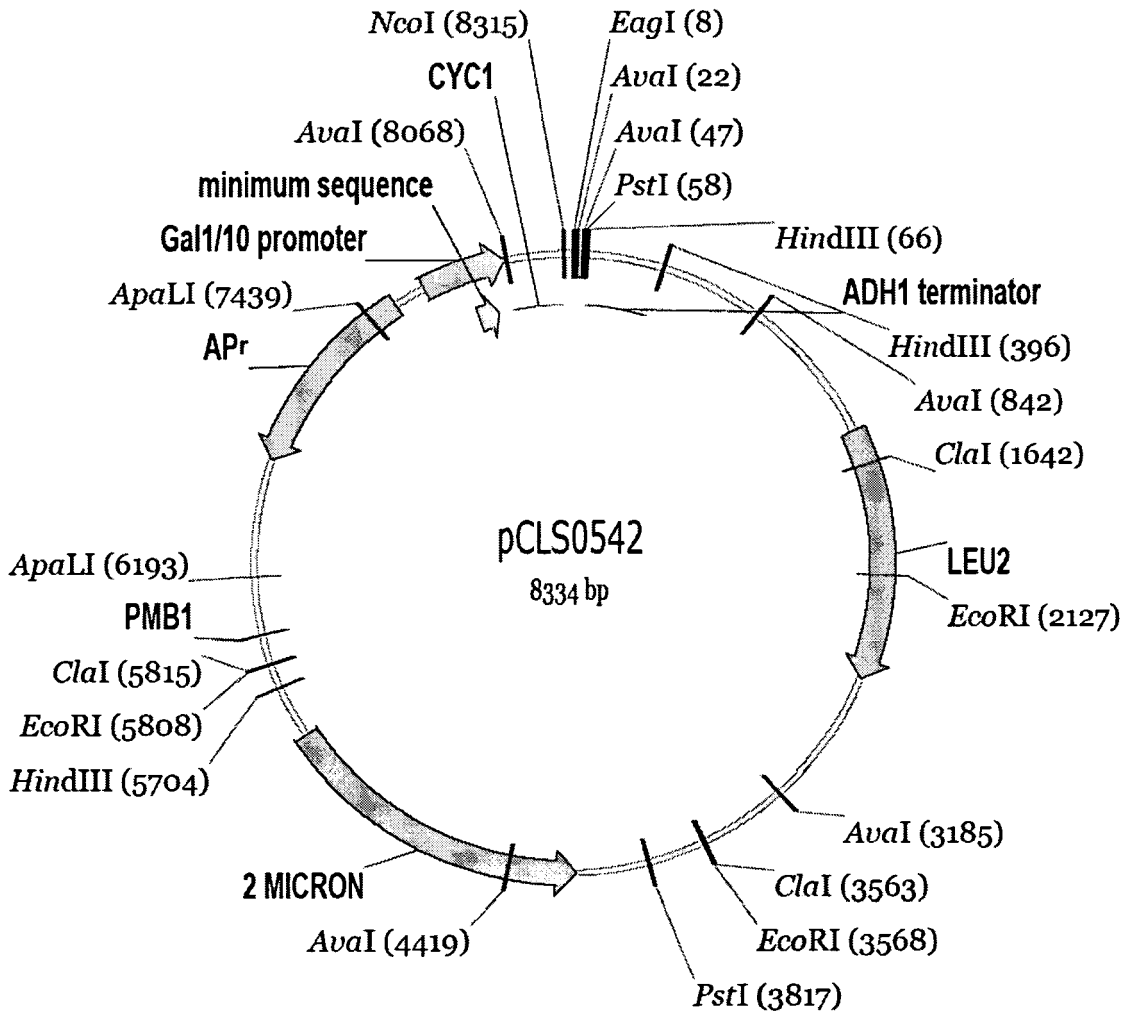 NcoI (8315)
EagI (8)
CYC1
AvaI (22)
AvaI (8068)
AvaI (47)
minimum sequence
PstI (58)
Gal1/10 promoter
HindIII (66)
ApaLI (7439)
ADH1 terminator
APr
HindIII (396)
AvaI (842)
ClaI (1642)
pCLS0542
8334 bp
LEU2
ApaLI (6193)
EcoRI (2127)
PMB1
ClaI (5815)
EcoRI (5808)
HindIII (5704)
AvaI (3185)
2 MICRON
ClaI (3563)
AvaI (4419)
EcoRI (3568)
PstI (3817)